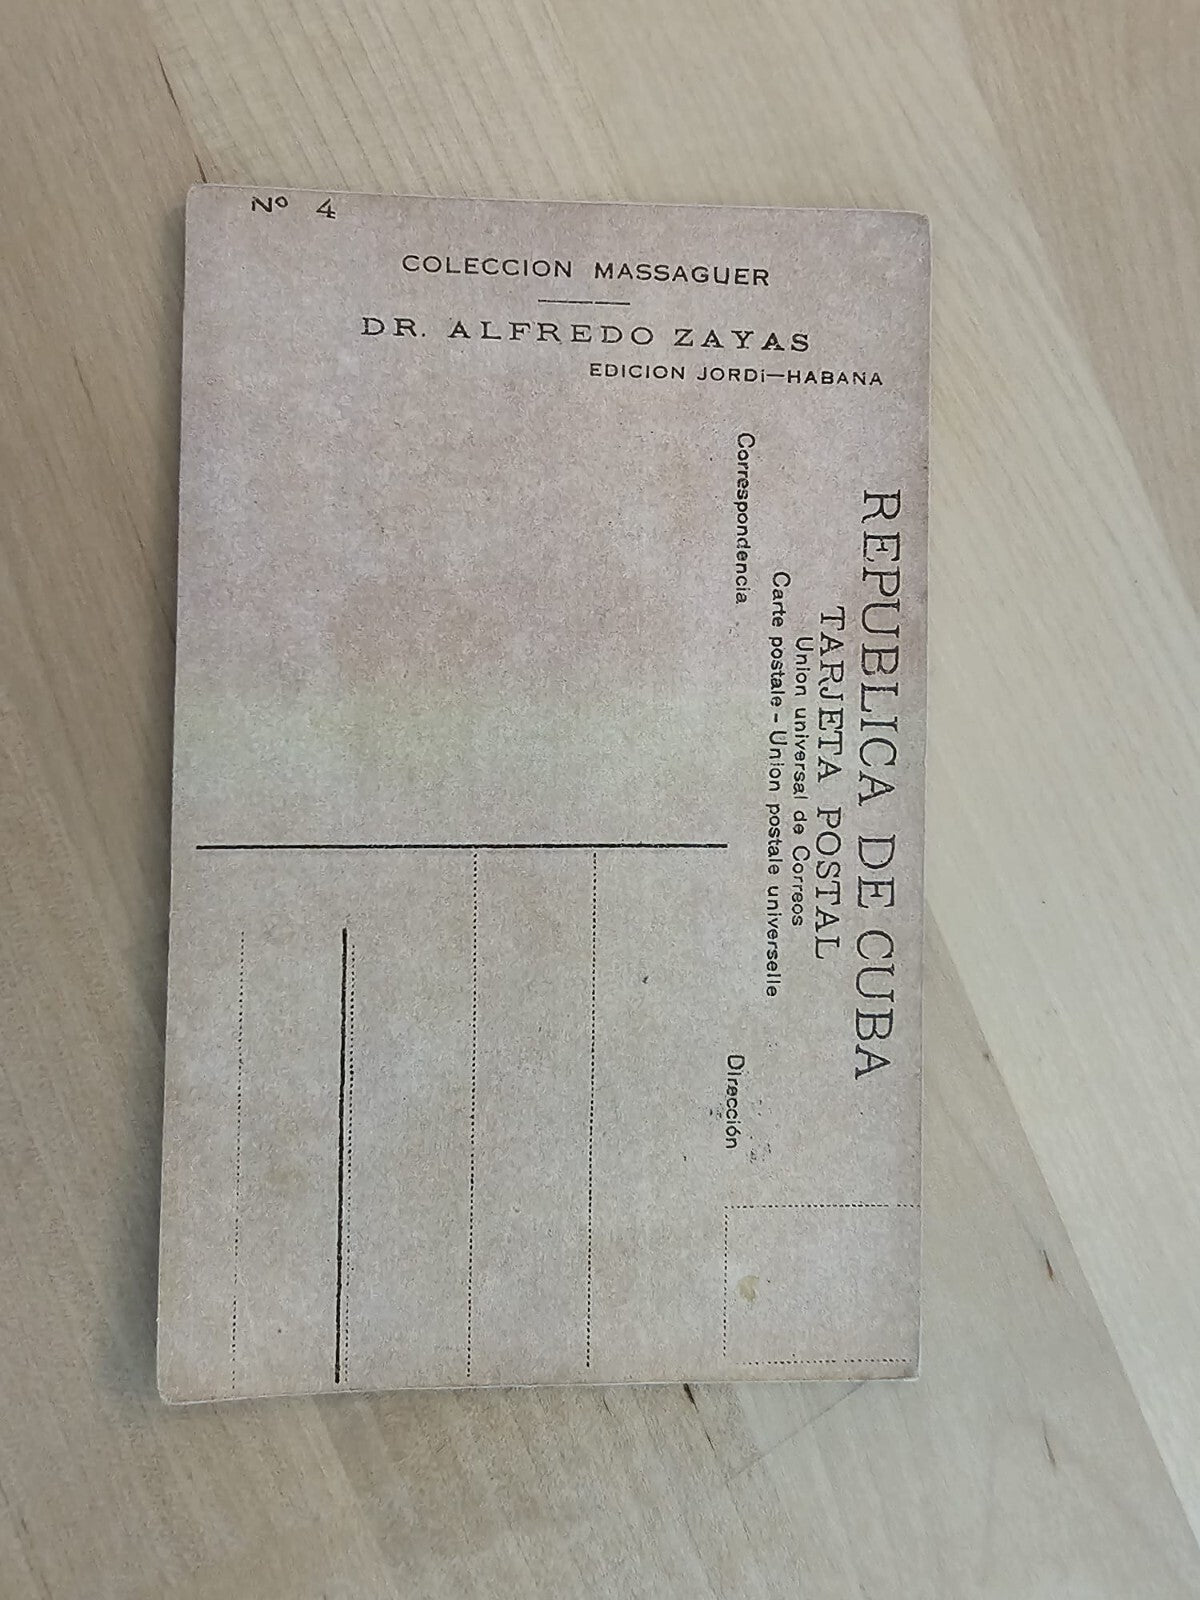 Nº 4
COLECCION MASSAGUER
DR. ALFREDO ZAYAS
EDICION JORDi—HABANA
REPUBLICA DE CUBA
TARJETA POSTAL
Union universal de Correos
Carte postale - Union postale universelle
Correspondencia
Dirección